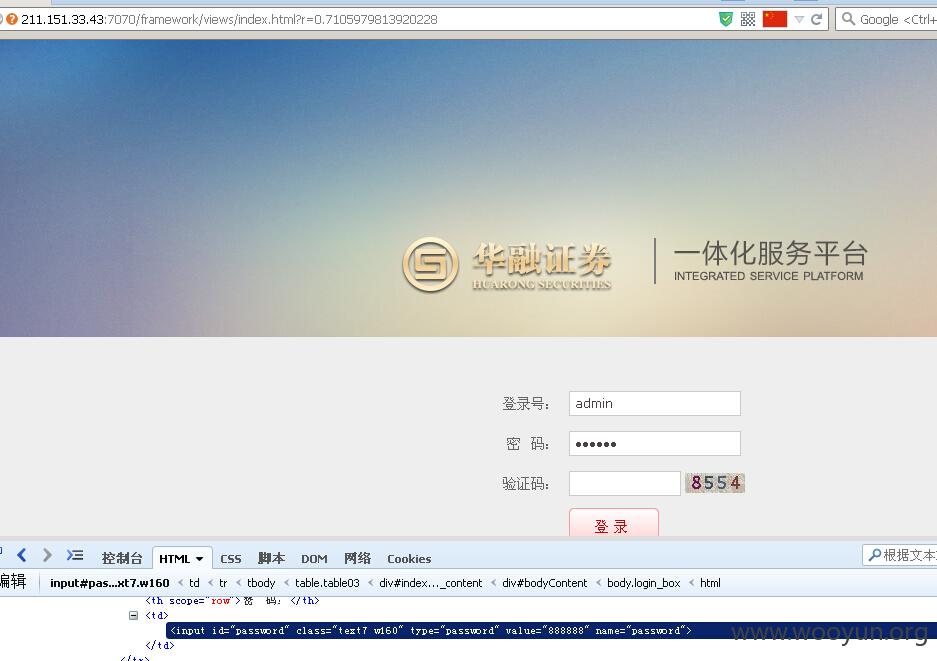 211.151.33.43:7070/framework/views/index.html?r=0.7105979813920228
Google <Ctrl+
华融证券
HUARONG SECURITIES
一体化服务平台
INTEGRATED SERVICE PLATFORM
登录号： admin
密 码： ••••••
验证码： 8554
登 录
控制台 HTML CSS 脚本 DOM 网络 Cookies 根据文本
编辑 input#pas...xt7.w160 < td < tr < tbody < table.table03 < div#index..._content < div#bodyContent < body.login_box < html
<th scope="row">密 码：</th>
<td>
<input id="password" class="text7 w160" type="password" value="888888" name="password">
</td>
</tr>
www.wooyun.org